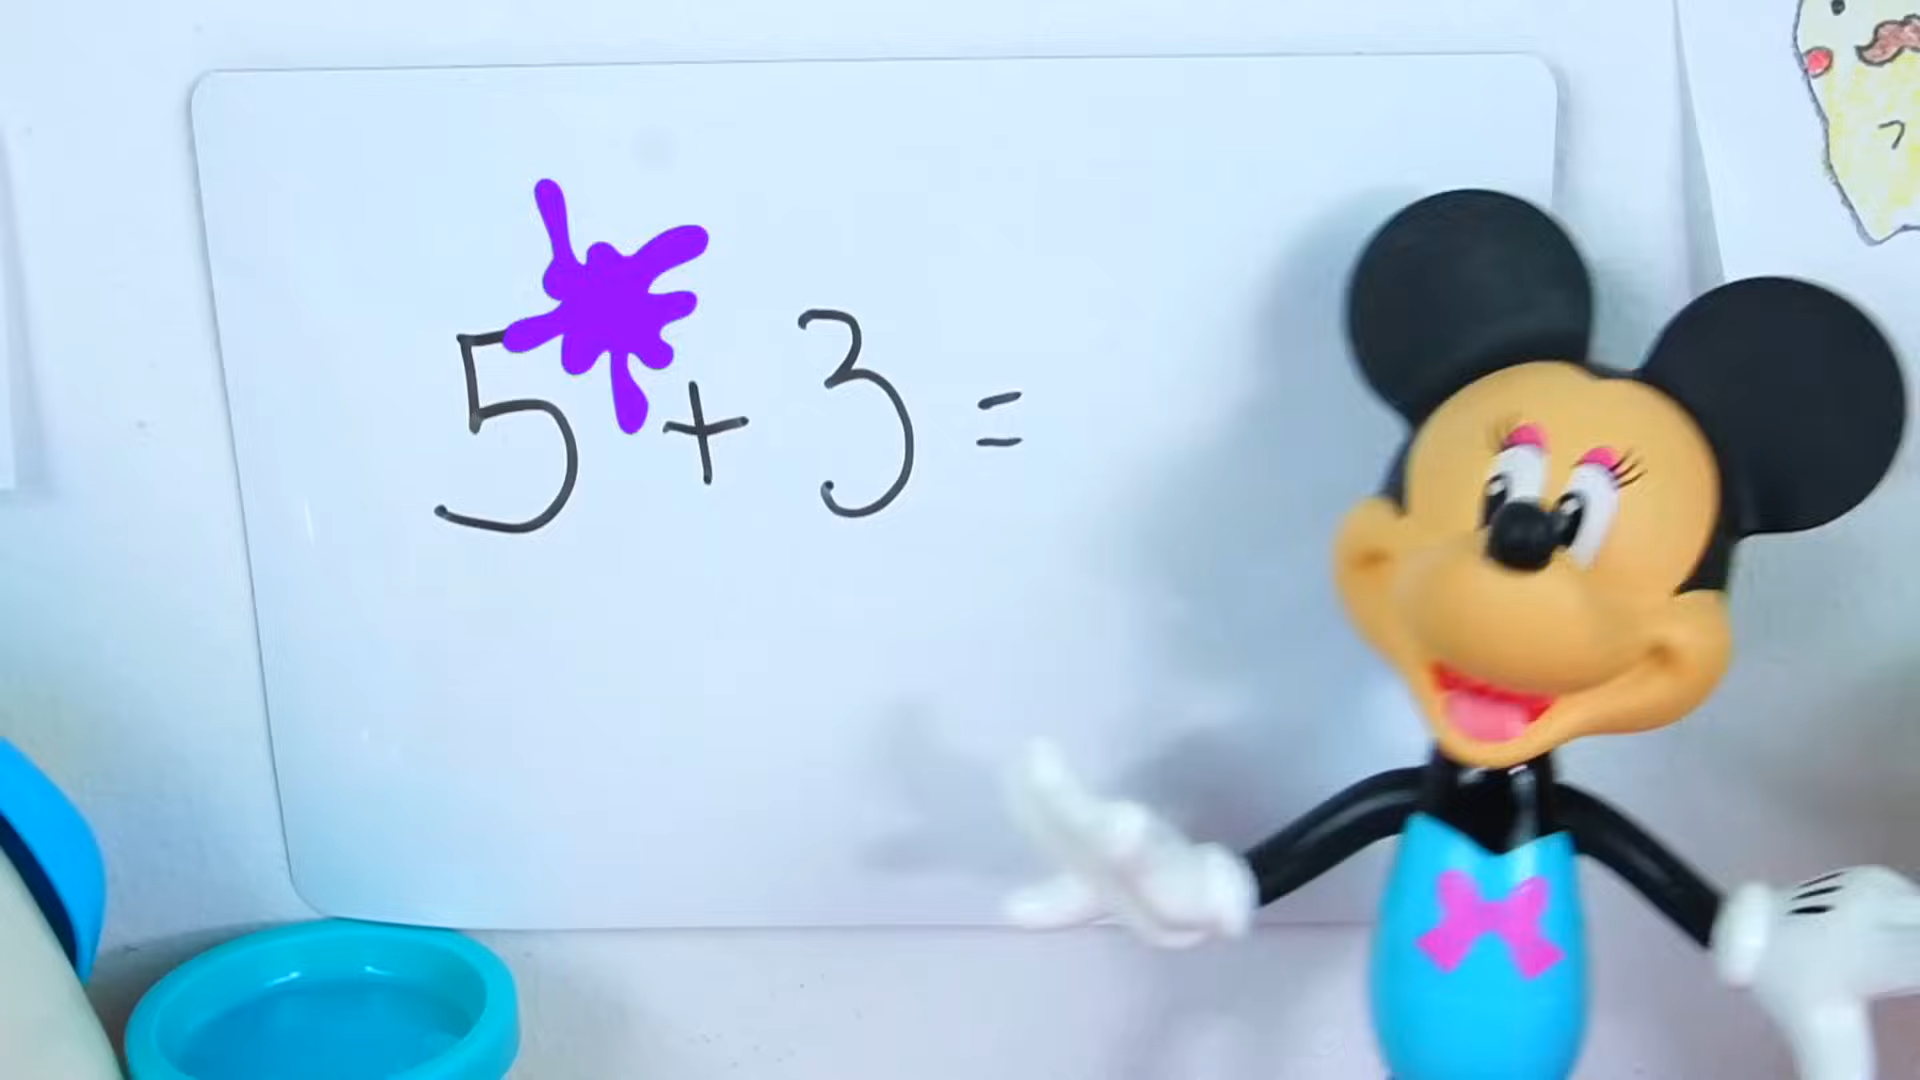 5 + 3 =